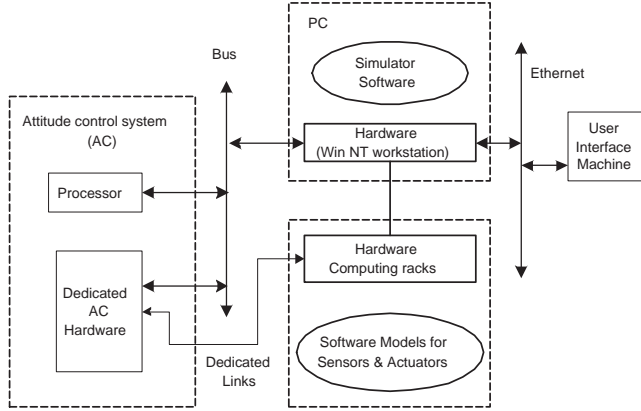 PC
Bus
Simulator
Software
Ethernet
Attitude control system
(AC)
Hardware
(Win NT workstation)
User
Interface
Machine
Processor
Hardware
Computing racks
Dedicated
AC
Hardware
Software Models for
Sensors & Actuators
Dedicated
Links